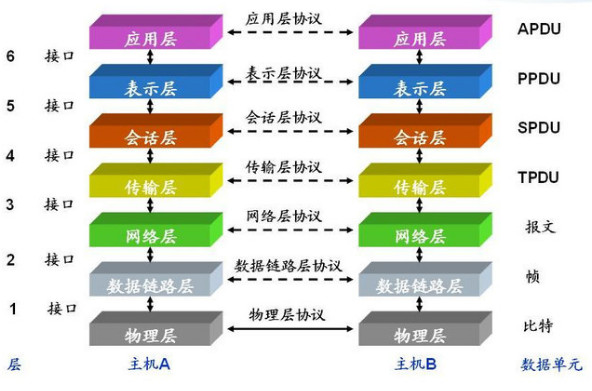 应用层 应用层协议 应用层 APDU
6 接口
表示层 表示层协议 表示层 PPDU
5 接口
会话层 会话层协议 会话层 SPDU
4 接口
传输层 传输层协议 传输层 TPDU
3 接口
网络层 网络层协议 网络层 报文
2 接口
数据链路层 数据链路层协议 数据链路层 帧
1 接口
物理层 物理层协议 物理层 比特
层 主机A 主机B 数据单元